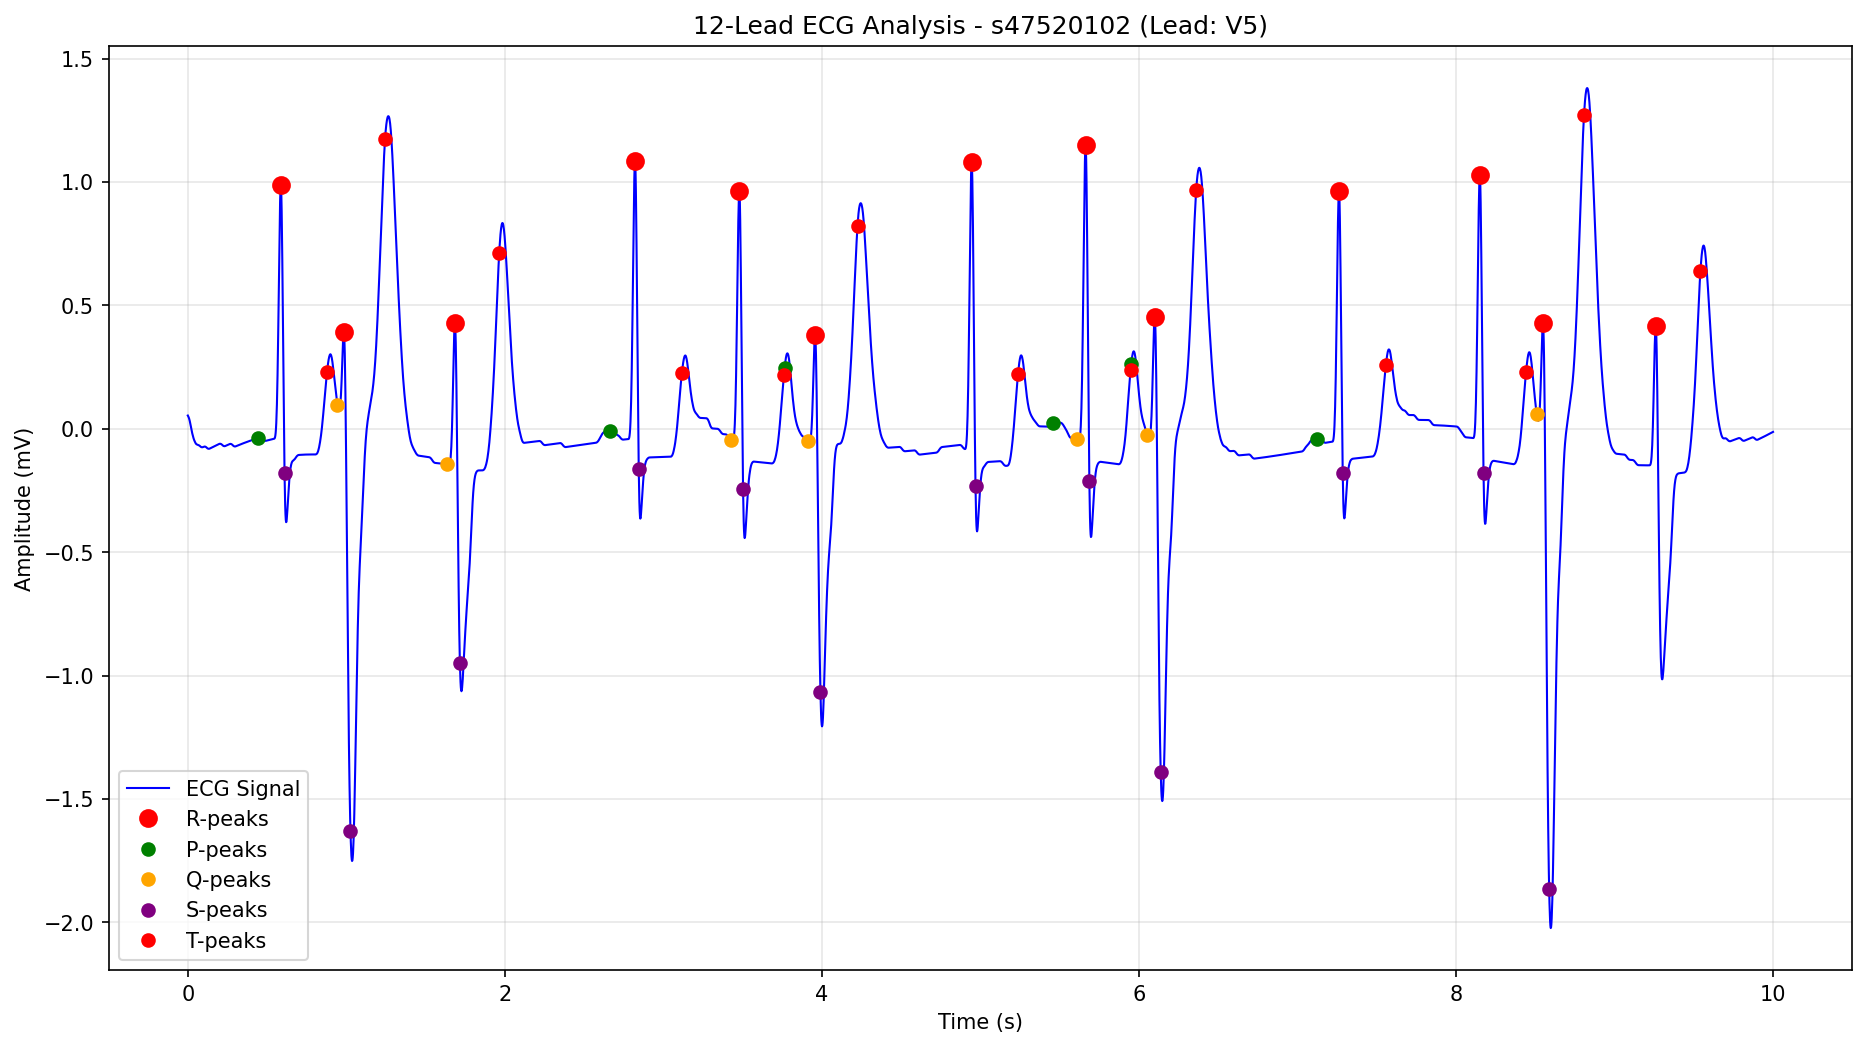 12-Lead ECG Analysis - s47520102 (Lead: V5)
1.5
1.0
0.5
0.0
−0.5
−1.0
−1.5
−2.0
Amplitude (mV)
ECG Signal
R-peaks
P-peaks
Q-peaks
S-peaks
T-peaks
0 2 4 6 8 10
Time (s)